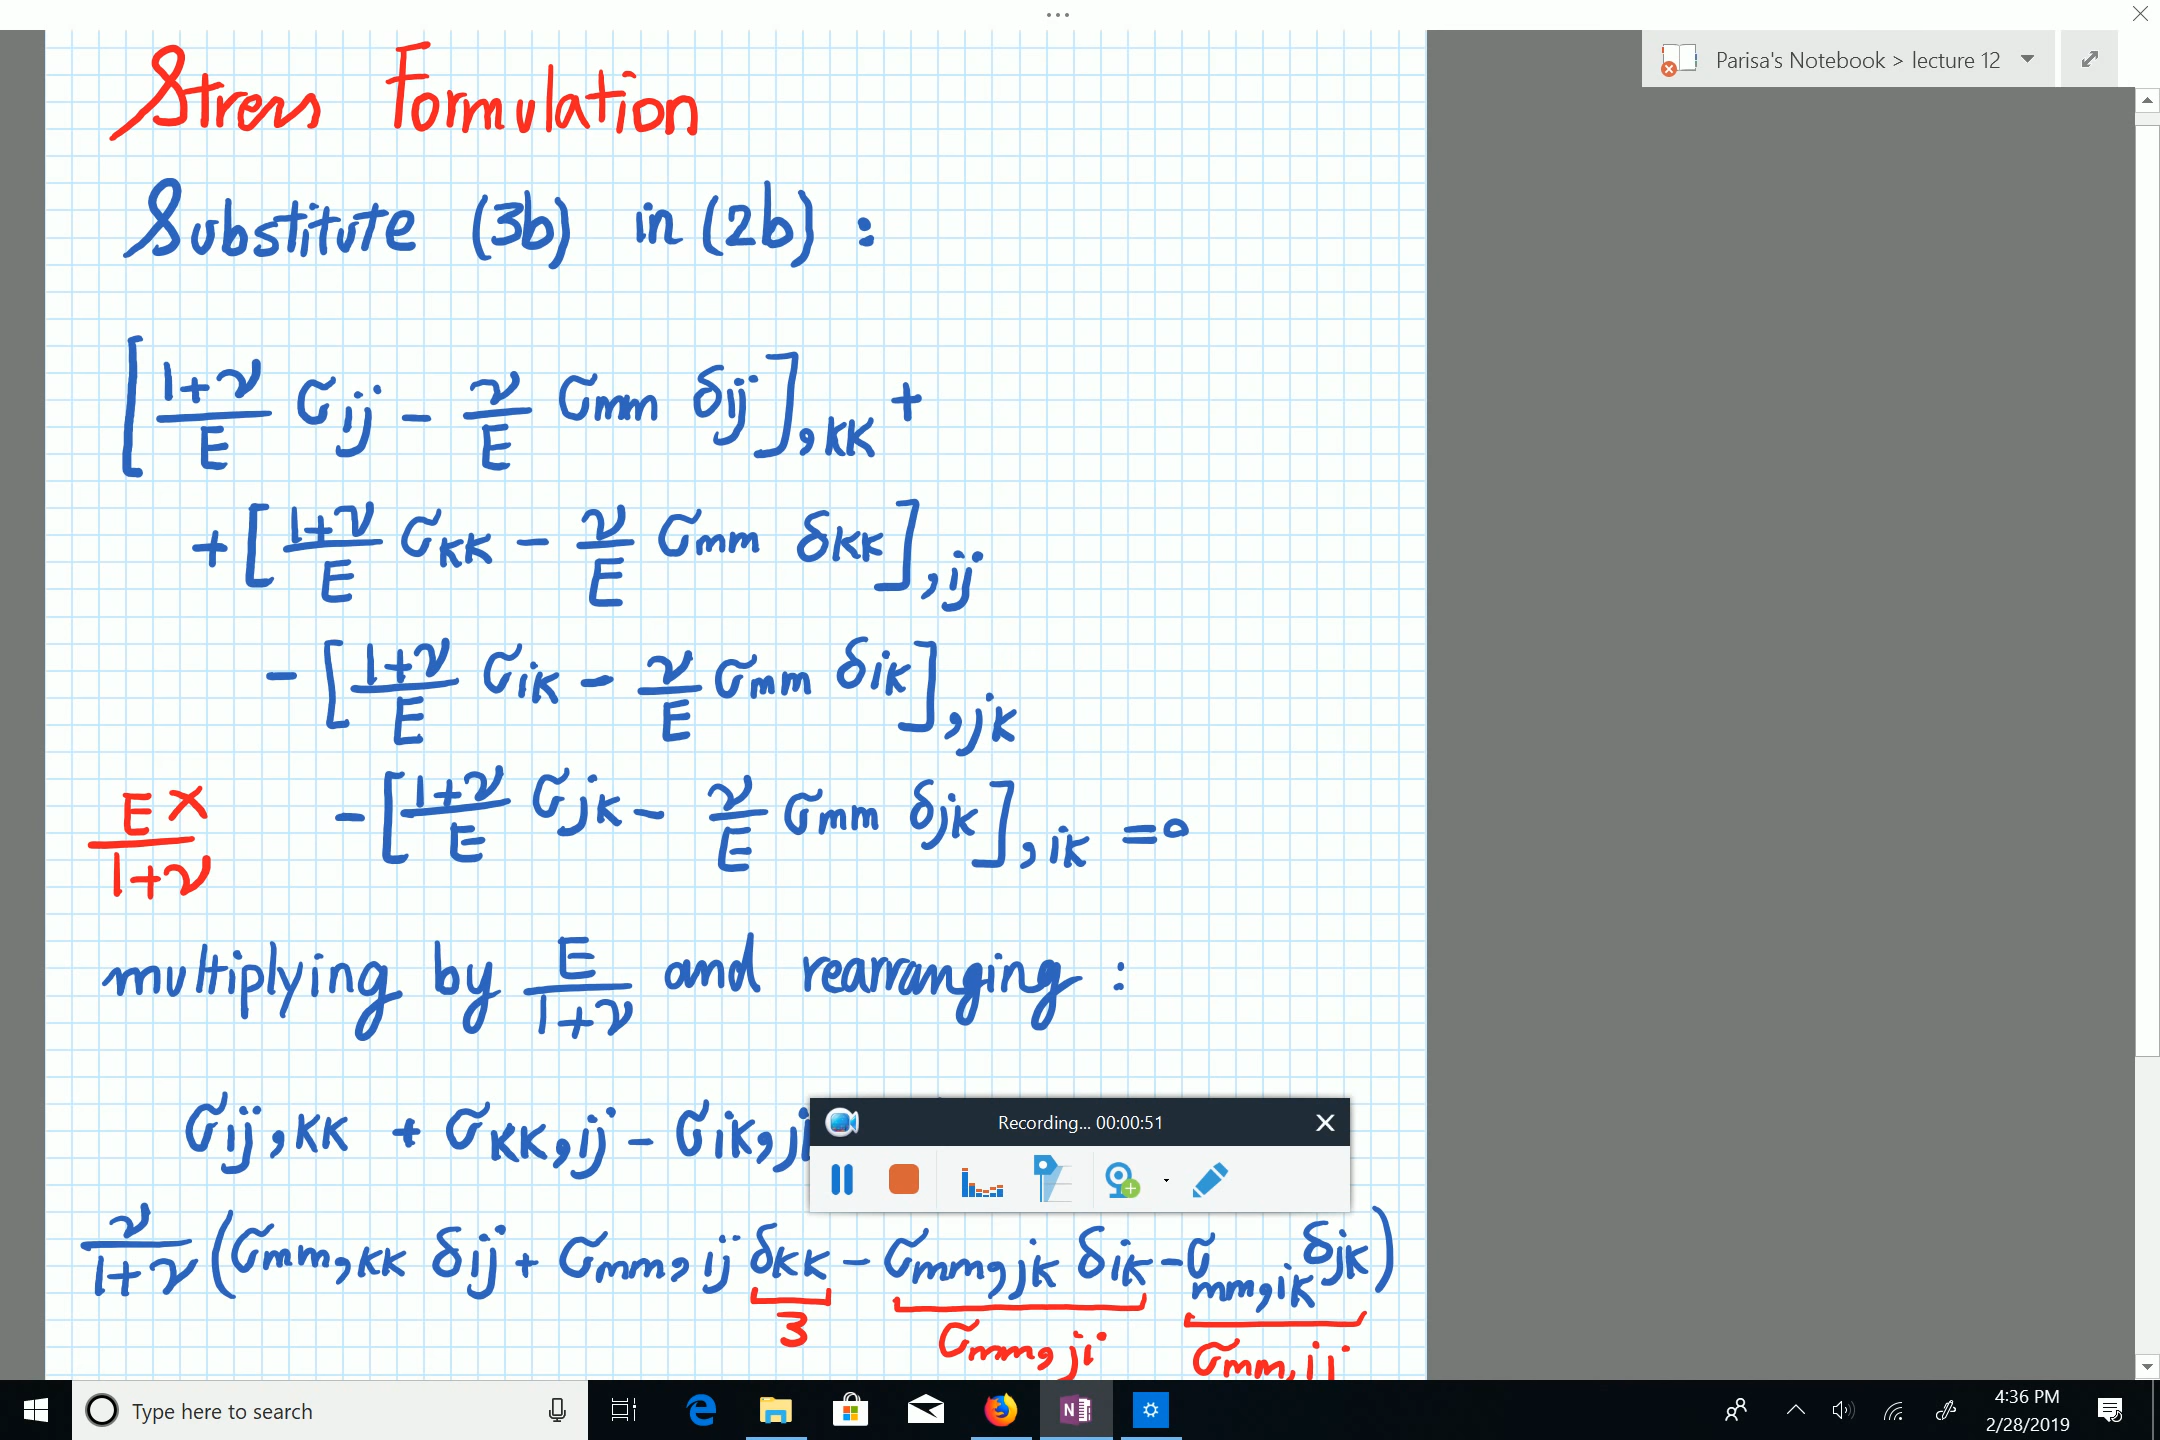 Parisa's Notebook > lecture 12
Stress Formulation
Substitute (3b) in (2b) :
[ (1+ν)/E σij - ν/E σmm δij ],kk +
+ [ (1+ν)/E σkk - ν/E σmm δkk ],ij
- [ (1+ν)/E σik - ν/E σmm δik ],jk
E/(1+ν) × - [ (1+ν)/E σjk - ν/E σmm δjk ],ik = 0
multiplying by E/(1+ν) and rearranging :
σij,kk + σkk,ij - σik,j
Recording... 00:00:51
ν/(1+ν) (σmm,kk δij + σmm,ij δkk - σmm,jk δik - σmm,ik δjk)
3 σmm,ji σmm,ij
Type here to search
4:36 PM
2/28/2019